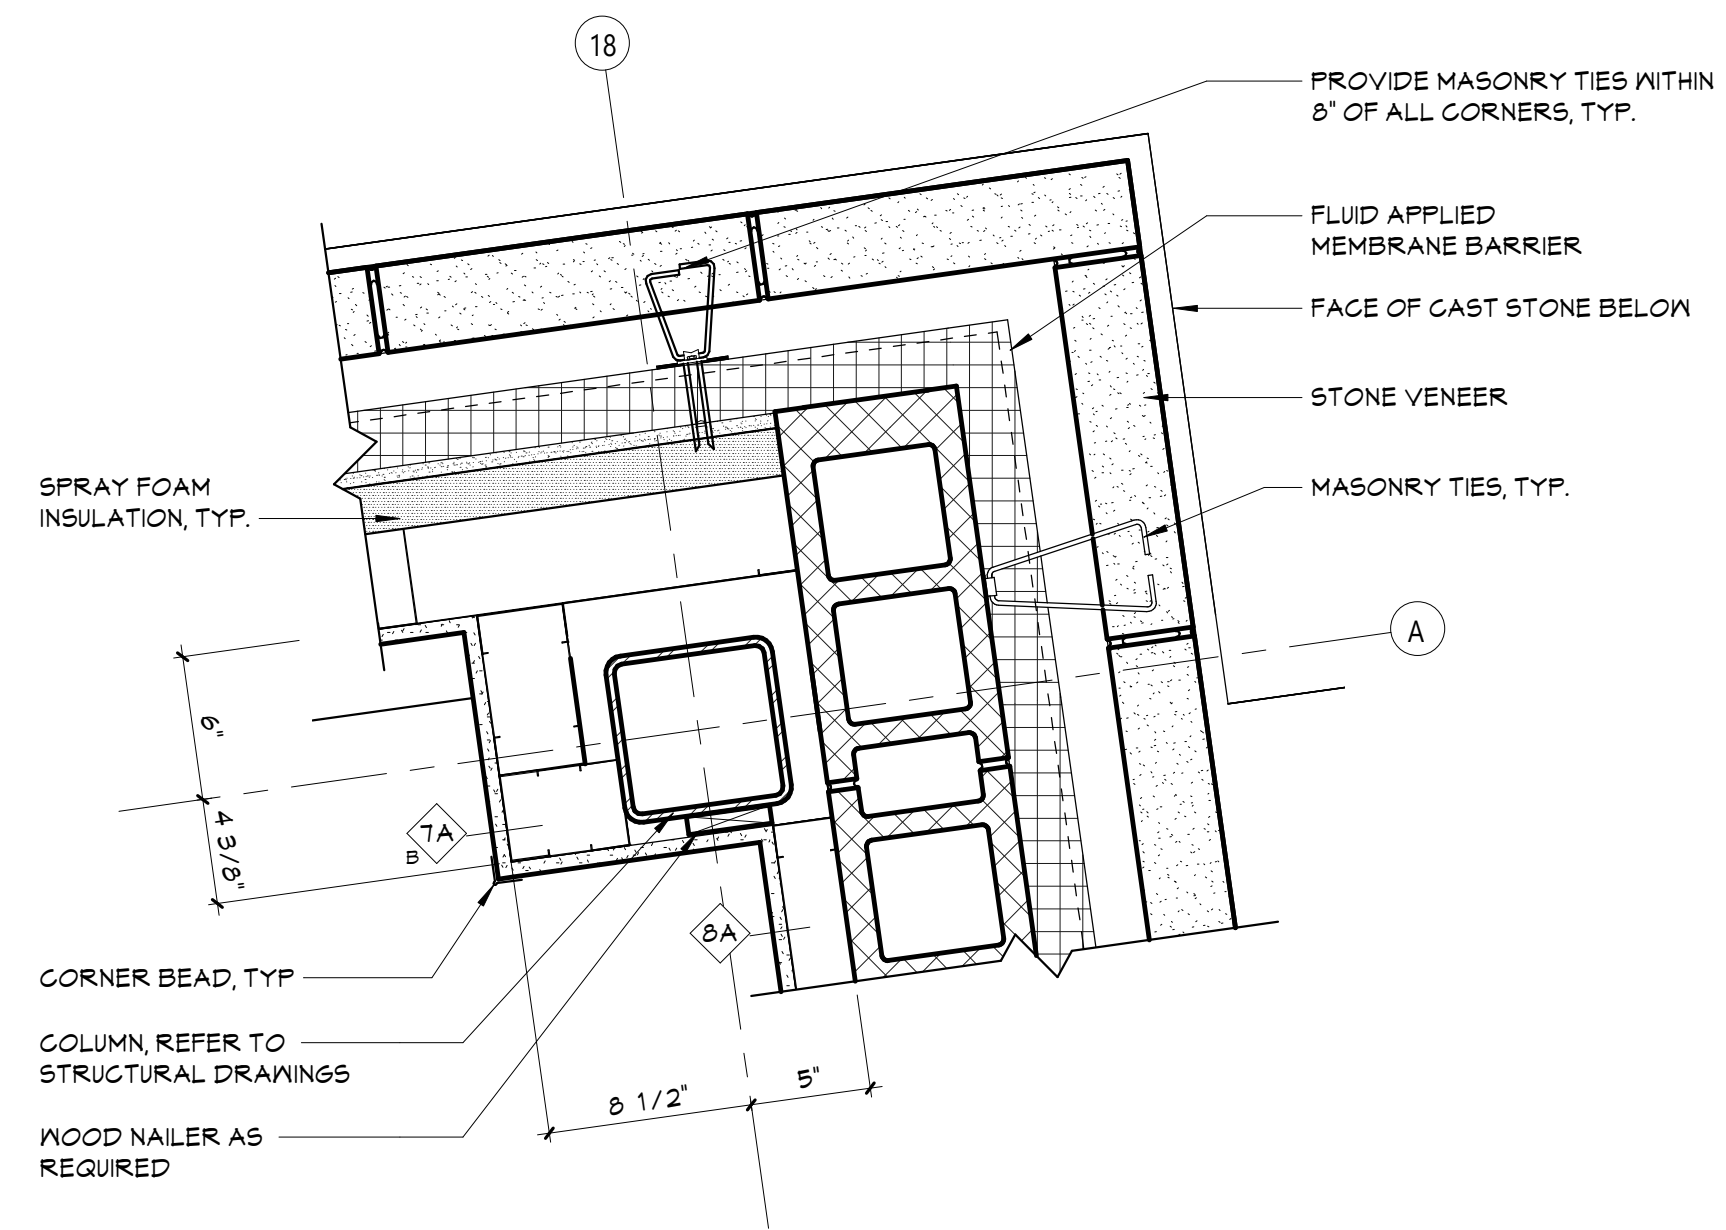 18
PROVIDE MASONRY TIES WITHIN
8" OF ALL CORNERS, TYP.
FLUID APPLIED
MEMBRANE BARRIER
FACE OF CAST STONE BELOW
STONE VENEER
MASONRY TIES, TYP.
SPRAY FOAM
INSULATION, TYP.
A
6"
4 3/8"
7A
B
8A
CORNER BEAD, TYP
COLUMN, REFER TO
STRUCTURAL DRAWINGS
8 1/2"
5"
WOOD NAILER AS
REQUIRED